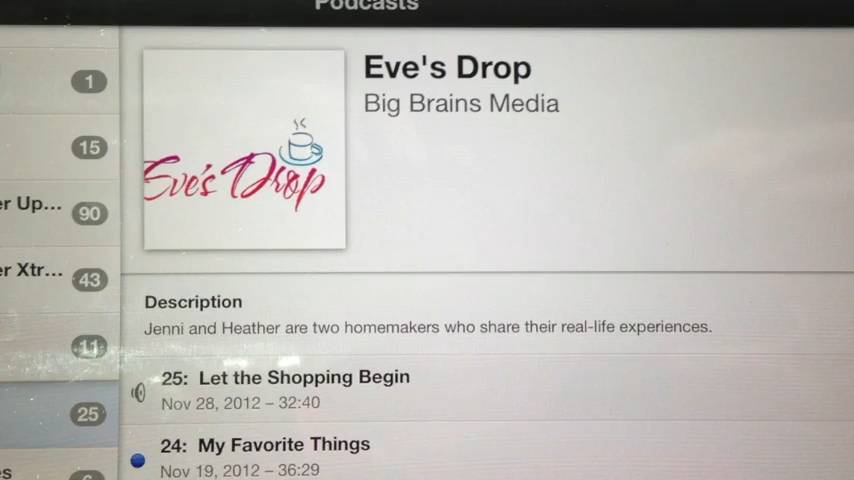 Podcasts
1
15
er Up... 90
er Xtr... 43
11
25
s 6
Eve's Drop
Eve's Drop
Big Brains Media
Description
Jenni and Heather are two homemakers who share their real-life experiences.
25: Let the Shopping Begin
Nov 28, 2012 – 32:40
24: My Favorite Things
Nov 19, 2012 – 36:29